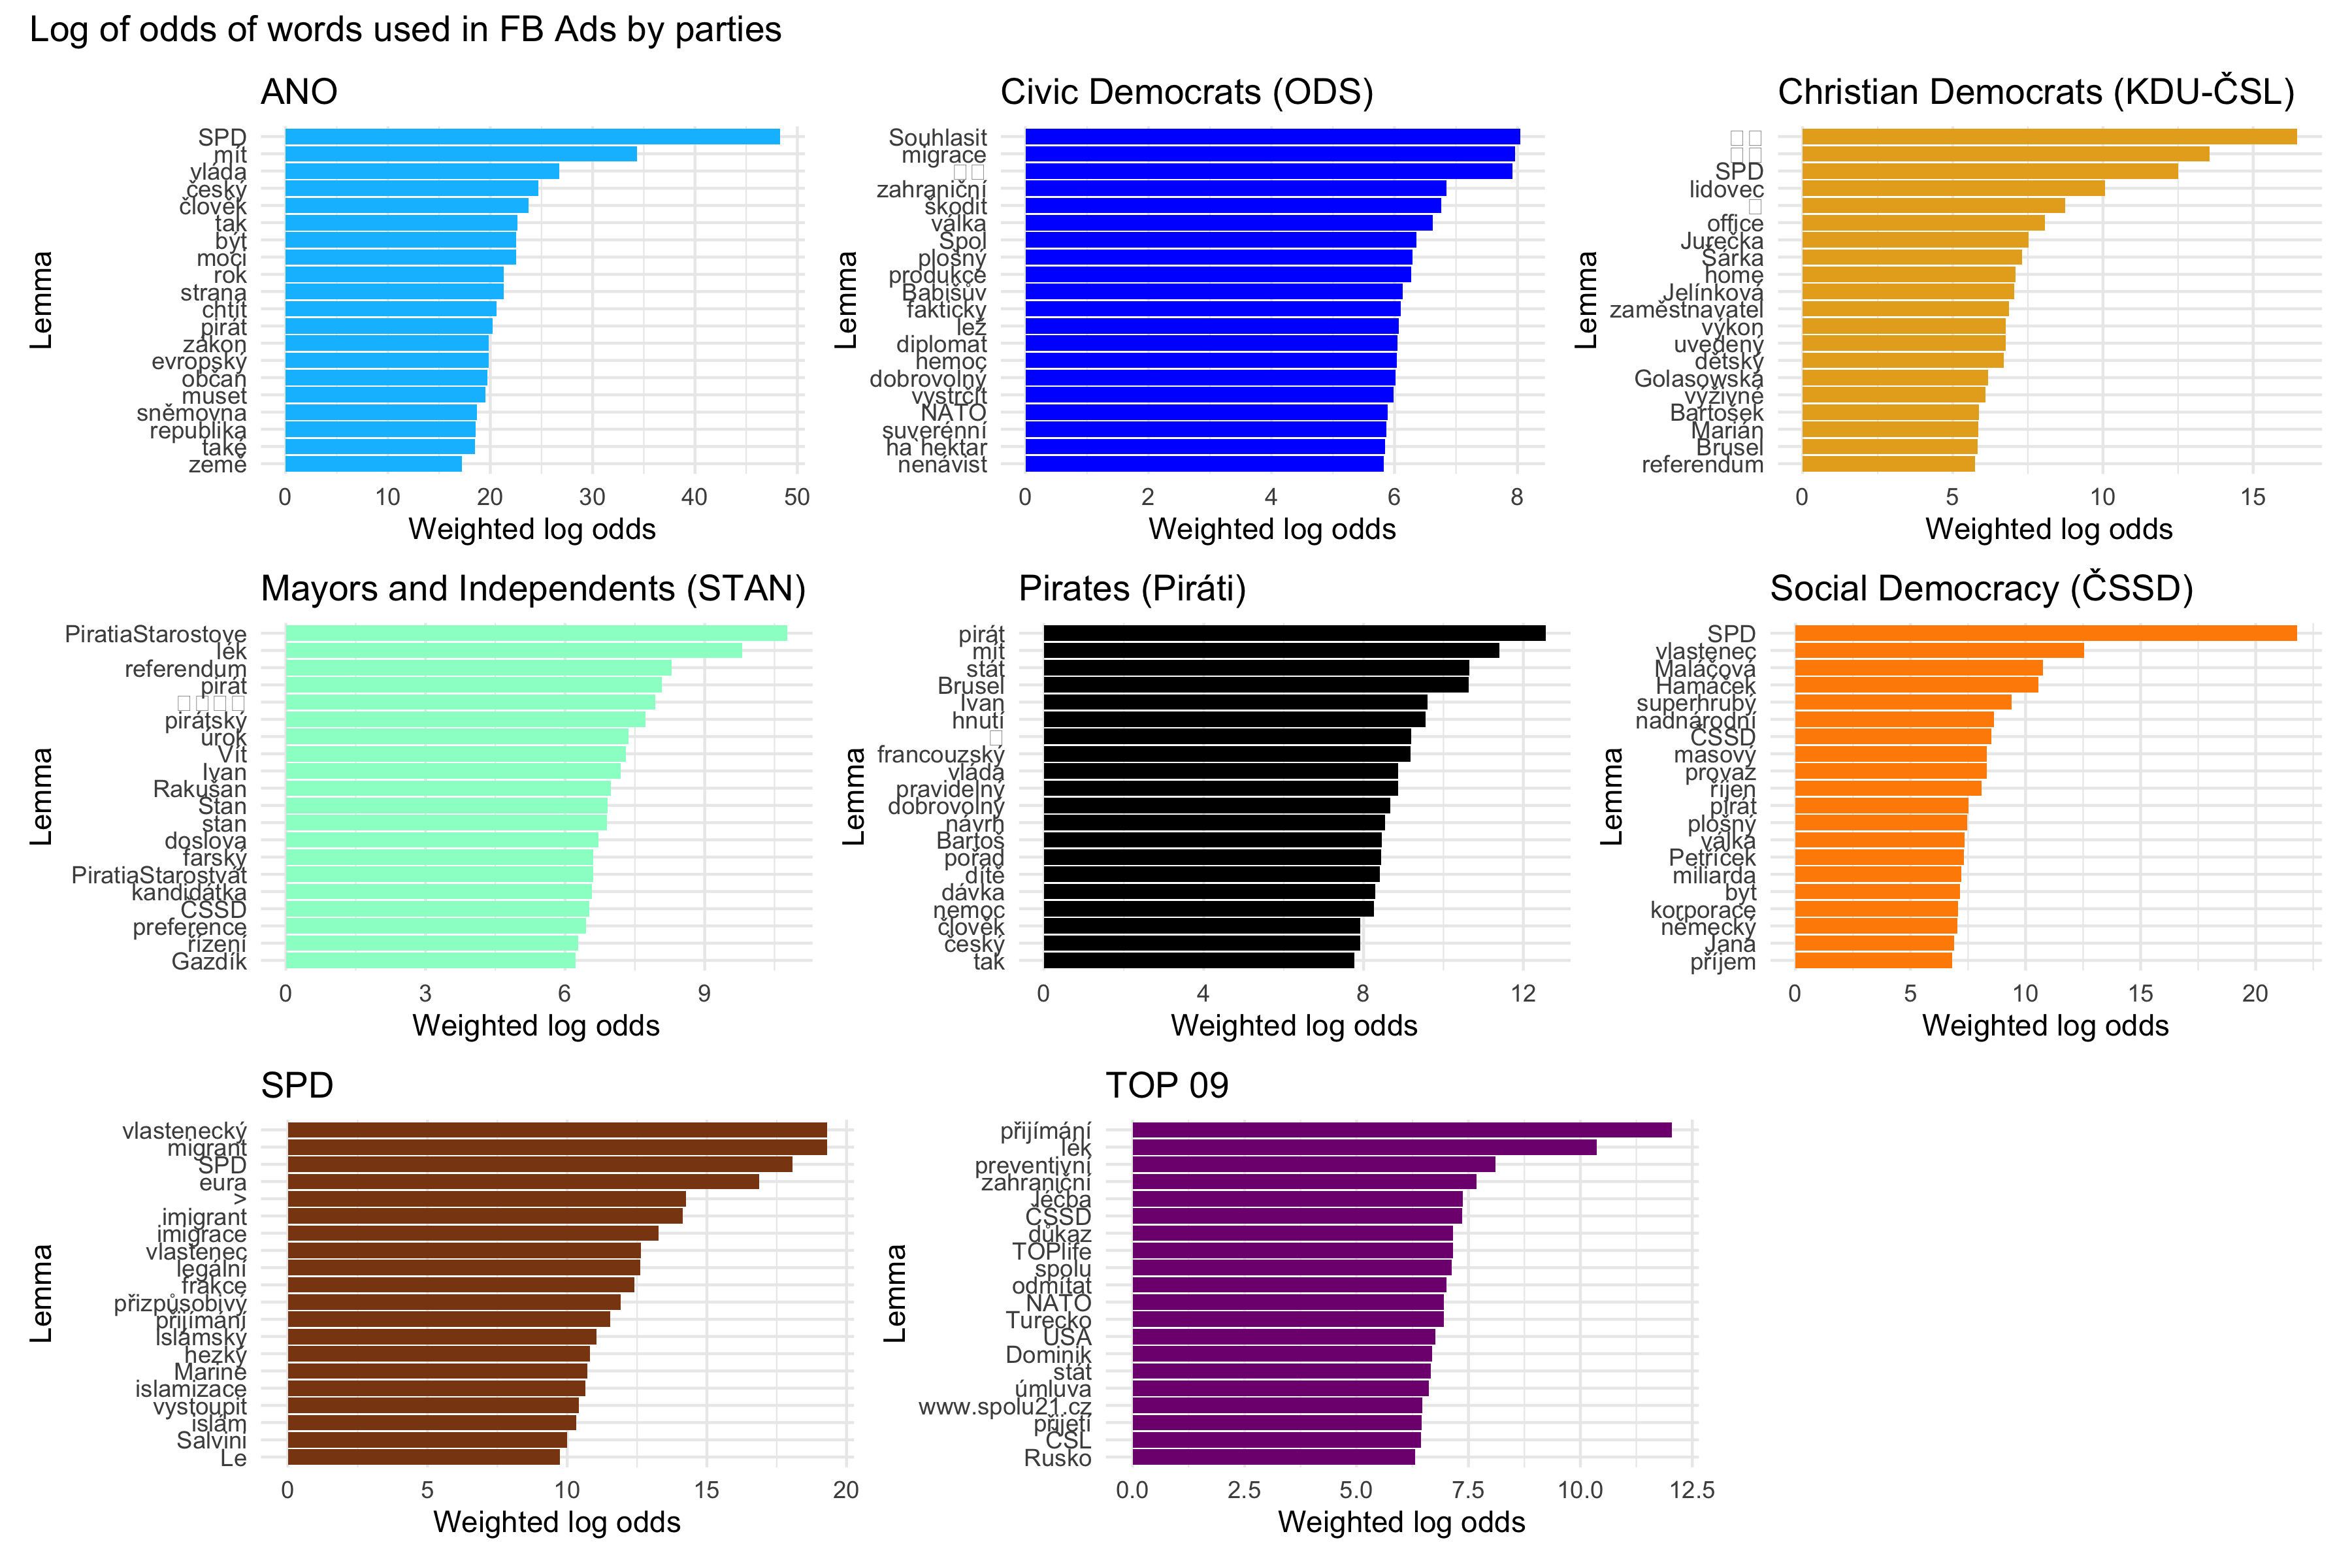 Log of odds of words used in FB Ads by parties
ANO
Lemma
SPD
mít
vláda
český
člověk
tak
být
moci
rok
strana
chtít
pirát
zákon
evropský
občan
muset
sněmovna
republika
také
země
0 10 20 30 40 50
Weighted log odds
Civic Democrats (ODS)
Lemma
Souhlasit
migrace
zahraniční
škodit
válka
Spol
plošný
produkce
Babišův
faktický
lež
diplomat
nemoc
dobrovolný
vystrčit
NATO
suverénní
ha hektar
nenávist
0 2 4 6 8
Weighted log odds
Christian Democrats (KDU-ČSL)
Lemma
SPD
lidovec
office
Jurečka
Šárka
home
Jelínková
zaměstnavatel
výkon
uvedený
dětský
Golasowská
výživné
Bartošek
Marián
Brusel
referendum
0 5 10 15
Weighted log odds
Mayors and Independents (STAN)
Lemma
PiratiaStarostove
lék
referendum
pirát
pirátský
úrok
Vít
Ivan
Rakušan
Stan
stan
doslova
farský
PiratiaStarostvát
kandidátka
ČSSD
preference
řízení
Gazdík
0 3 6 9
Weighted log odds
Pirates (Piráti)
Lemma
pirát
mít
stát
Brusel
Ivan
hnutí
francouzský
vláda
pravidelný
dobrovolný
návrh
Bartoš
pořad
dítě
dávka
nemoc
člověk
český
tak
0 4 8 12
Weighted log odds
Social Democracy (ČSSD)
Lemma
SPD
vlastenec
Maláčová
Hamáček
superhrubý
nadnárodní
ČSSD
masový
provaz
říjen
pirát
plošný
válka
Petříček
miliarda
byt
korporace
německý
Jana
příjem
0 5 10 15 20
Weighted log odds
SPD
Lemma
vlastenecký
migrant
SPD
eura
>
imigrant
imigrace
vlastenec
legální
frakce
přizpůsobivý
přijímání
Islámský
hezký
Marine
islamizace
vystoupit
islám
Salvini
Le
0 5 10 15 20
Weighted log odds
TOP 09
Lemma
přijímání
lék
preventivní
zahraniční
léčba
ČSSD
důkaz
TOPlife
spolu
odmítat
NATO
Turecko
USA
Dominik
stát
úmluva
www.spolu21.cz
přijetí
ČSL
Rusko
0.0 2.5 5.0 7.5 10.0 12.5
Weighted log odds